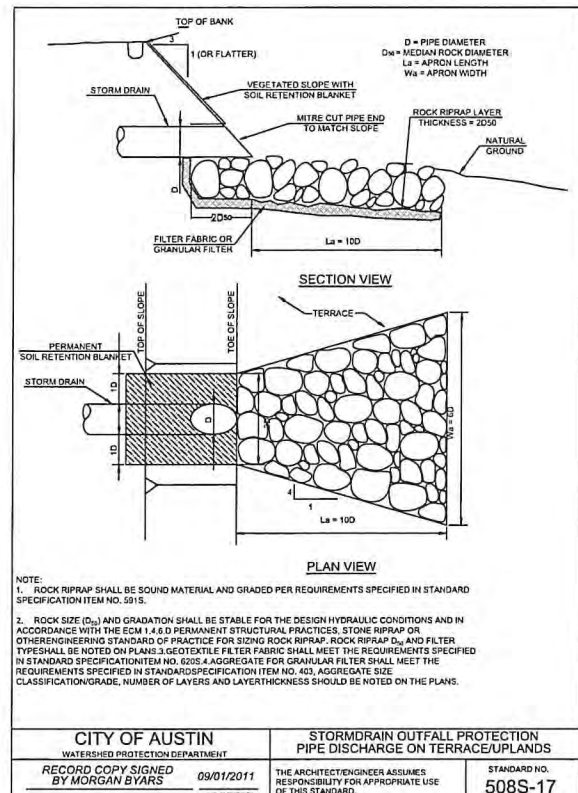 TOP OF BANK
3
1 (OR FLATTER)
D = PIPE DIAMETER
D50 = MEDIAN ROCK DIAMETER
La = APRON LENGTH
Wa = APRON WIDTH
VEGETATED SLOPE WITH
SOIL RETENTION BLANKET
STORM DRAIN
MITRE CUT PIPE END
TO MATCH SLOPE
ROCK RIPRAP LAYER
THICKNESS = 2D50
NATURAL
GROUND
D
2D50
FILTER FABRIC OR
GRANULAR FILTER
La = 10D
SECTION VIEW
TOP OF SLOPE
TOE OF SLOPE
TERRACE
PERMANENT
SOIL RETENTION BLANKET
STORM DRAIN
1D
D
1D
Wa = 6D
4
1
La = 10D
PLAN VIEW
NOTE:
1. ROCK RIPRAP SHALL BE SOUND MATERIAL AND GRADED PER REQUIREMENTS SPECIFIED IN STANDARD
SPECIFICATION ITEM NO. 591S.
2. ROCK SIZE (D50) AND GRADATION SHALL BE STABLE FOR THE DESIGN HYDRAULIC CONDITIONS AND IN
ACCORDANCE WITH THE ECM 1.4.6.D PERMANENT STRUCTURAL PRACTICES, STONE RIPRAP OR
OTHERENGINEERING STANDARD OF PRACTICE FOR SIZING ROCK RIPRAP. ROCK RIPRAP D50 AND FILTER
TYPESHALL BE NOTED ON PLANS.3.GEOTEXTILE FILTER FABRIC SHALL MEET THE REQUIREMENTS SPECIFIED
IN STANDARD SPECIFICATIONITEM NO. 620S.4.AGGREGATE FOR GRANULAR FILTER SHALL MEET THE
REQUIREMENTS SPECIFIED IN STANDARDSPECIFICATION ITEM NO. 403, AGGREGATE SIZE
CLASSIFICATION/GRADE, NUMBER OF LAYERS AND LAYERTHICKNESS SHOULD BE NOTED ON THE PLANS.
CITY OF AUSTIN
WATERSHED PROTECTION DEPARTMENT
STORMDRAIN OUTFALL PROTECTION
PIPE DISCHARGE ON TERRACE/UPLANDS
RECORD COPY SIGNED
BY MORGAN BYARS
09/01/2011
THE ARCHITECT/ENGINEER ASSUMES
RESPONSIBILITY FOR APPROPRIATE USE
OF THIS STANDARD.
STANDARD NO.
508S-17